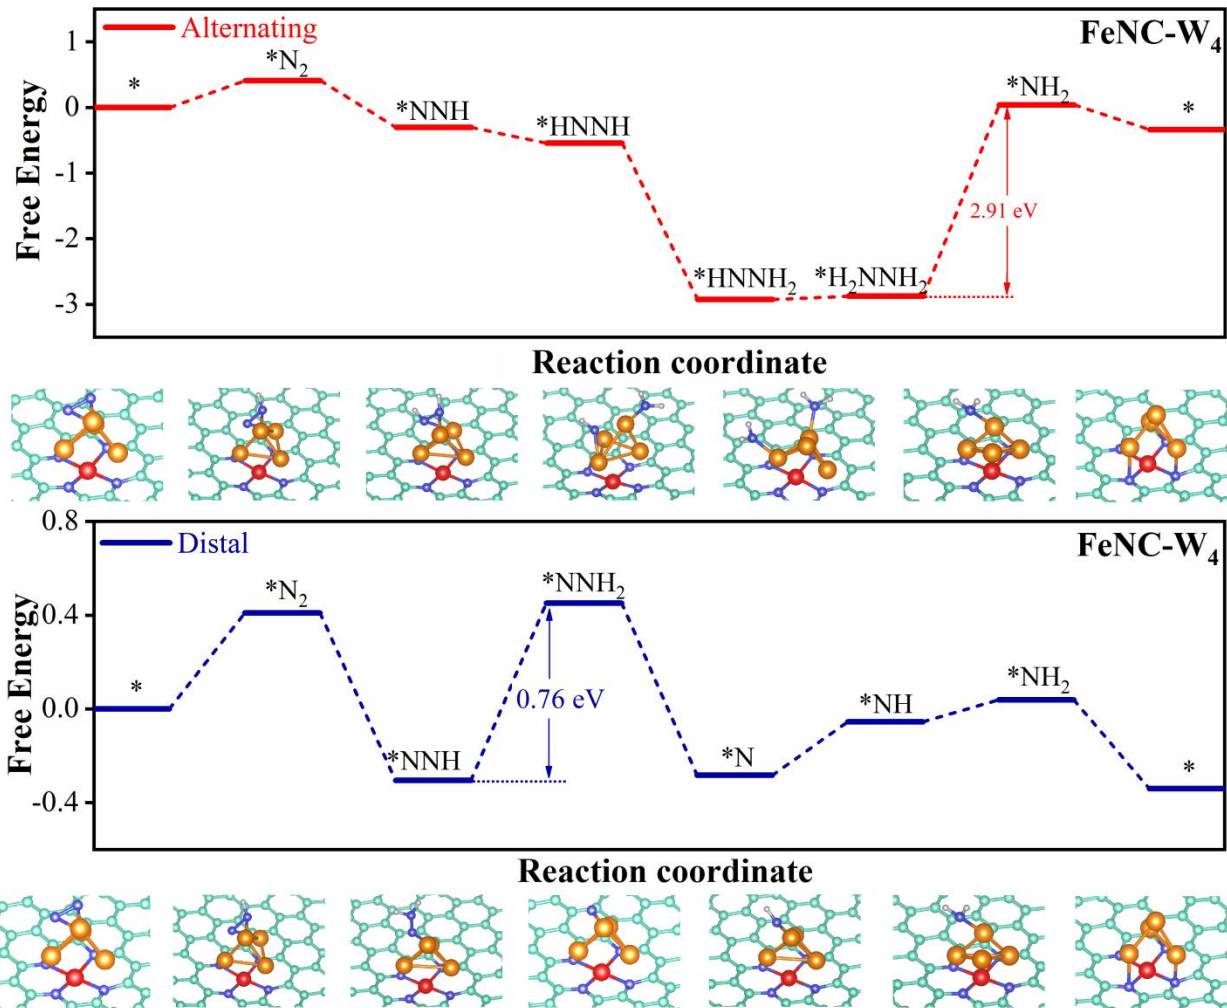 Alternating
FeNC-W₄
Free Energy
1
0
-1
-2
-3
*
*N₂
*NNH
*HNNH
*HNNH₂
*H₂NNH₂
*NH₂
*
2.91 eV
Reaction coordinate
Distal
FeNC-W₄
Free Energy
0.8
0.4
0.0
-0.4
*
*N₂
*NNH
*NNH₂
*N
*NH
*NH₂
*
0.76 eV
Reaction coordinate